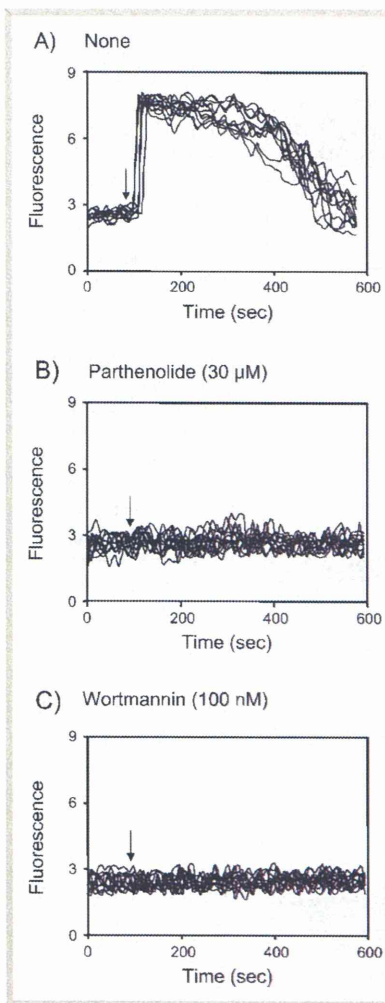 A) None
9
6
3
0
Fluorescence
0 200 400 600
Time (sec)
B) Parthenolide (30 µM)
9
6
3
0
Fluorescence
0 200 400 600
Time (sec)
C) Wortmannin (100 nM)
9
6
3
0
Fluorescence
0 200 400 600
Time (sec)